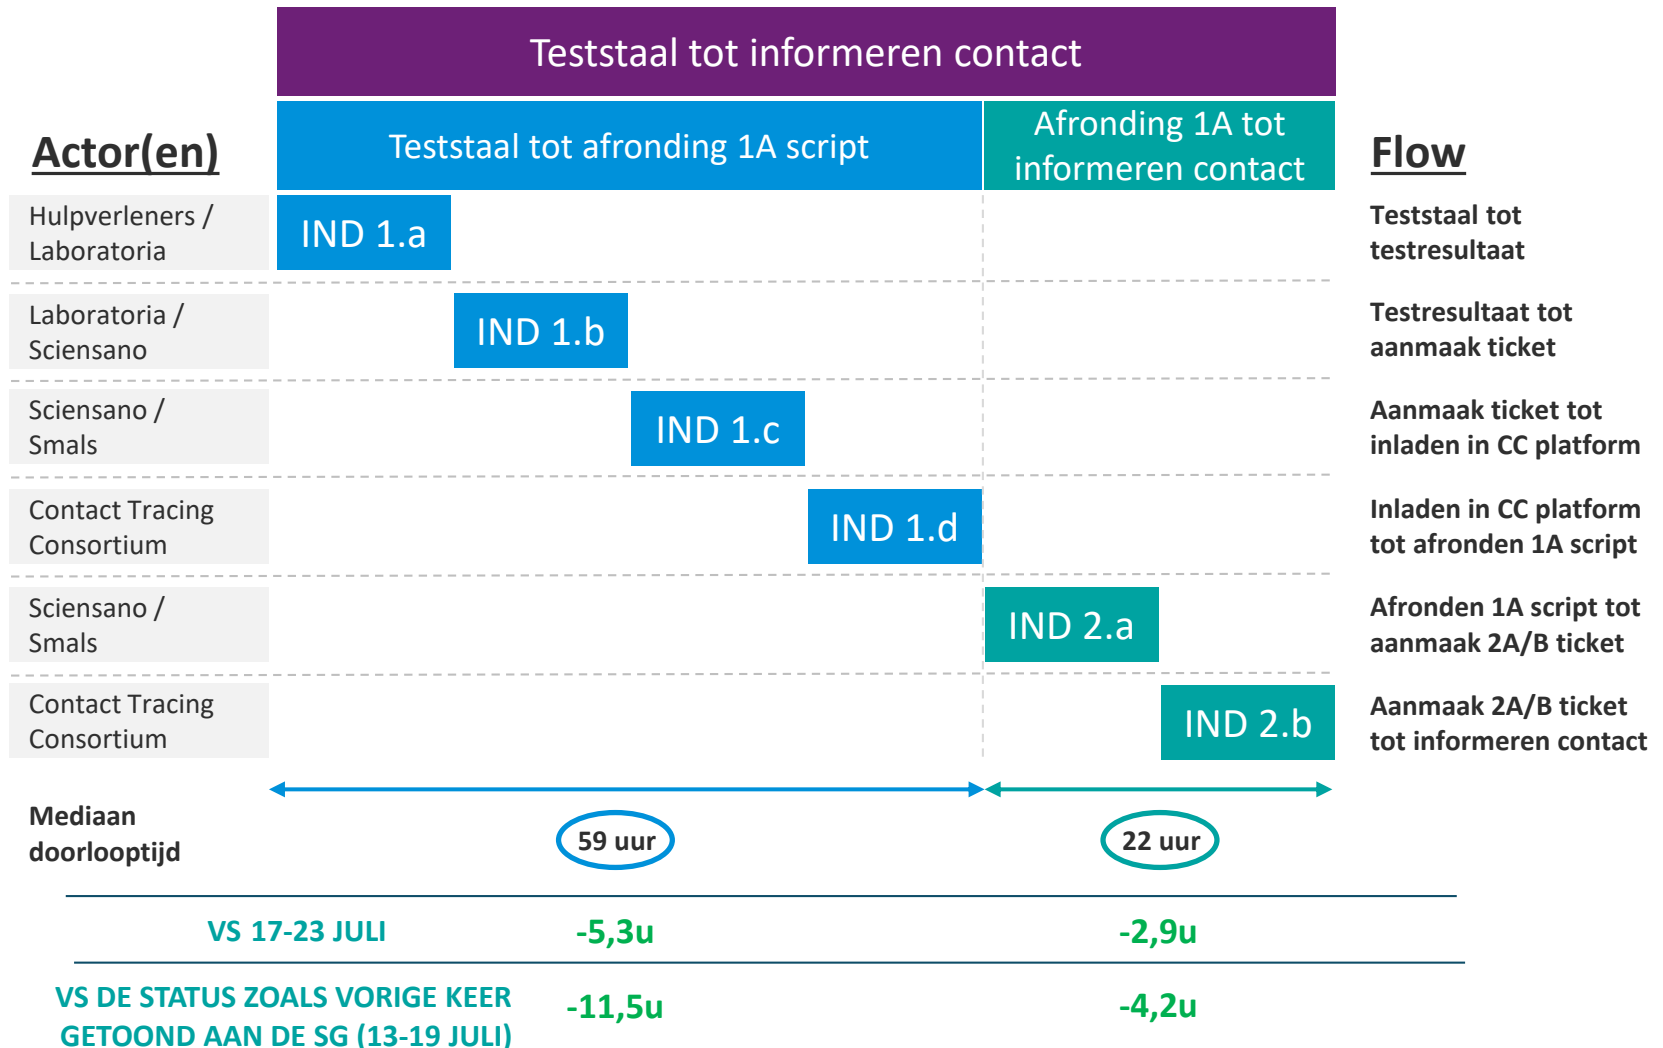 Teststaal tot informeren contact
Actor(en)
Teststaal tot afronding 1A script
Afronding 1A tot
informeren contact
Flow
Hulpverleners /
Laboratoria
IND 1.a
Teststaal tot
testresultaat
Laboratoria /
Sciensano
IND 1.b
Testresultaat tot
aanmaak ticket
Sciensano /
Smals
IND 1.c
Aanmaak ticket tot
inladen in CC platform
Contact Tracing
Consortium
IND 1.d
Inladen in CC platform
tot afronden 1A script
Sciensano /
Smals
IND 2.a
Afronden 1A script tot
aanmaak 2A/B ticket
Contact Tracing
Consortium
IND 2.b
Aanmaak 2A/B ticket
tot informeren contact
Mediaan
doorlooptijd
59 uur
22 uur
VS 17-23 JULI
-5,3u
-2,9u
VS DE STATUS ZOALS VORIGE KEER
GETOOND AAN DE SG (13-19 JULI)
-11,5u
-4,2u